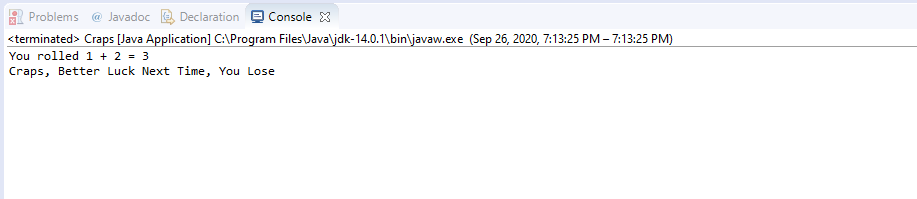 Problems @ Javadoc Declaration Console
<terminated> Craps [Java Application] C:\Program Files\Java\jdk-14.0.1\bin\javaw.exe (Sep 26, 2020, 7:13:25 PM – 7:13:25 PM)
You rolled 1 + 2 = 3
Craps, Better Luck Next Time, You Lose